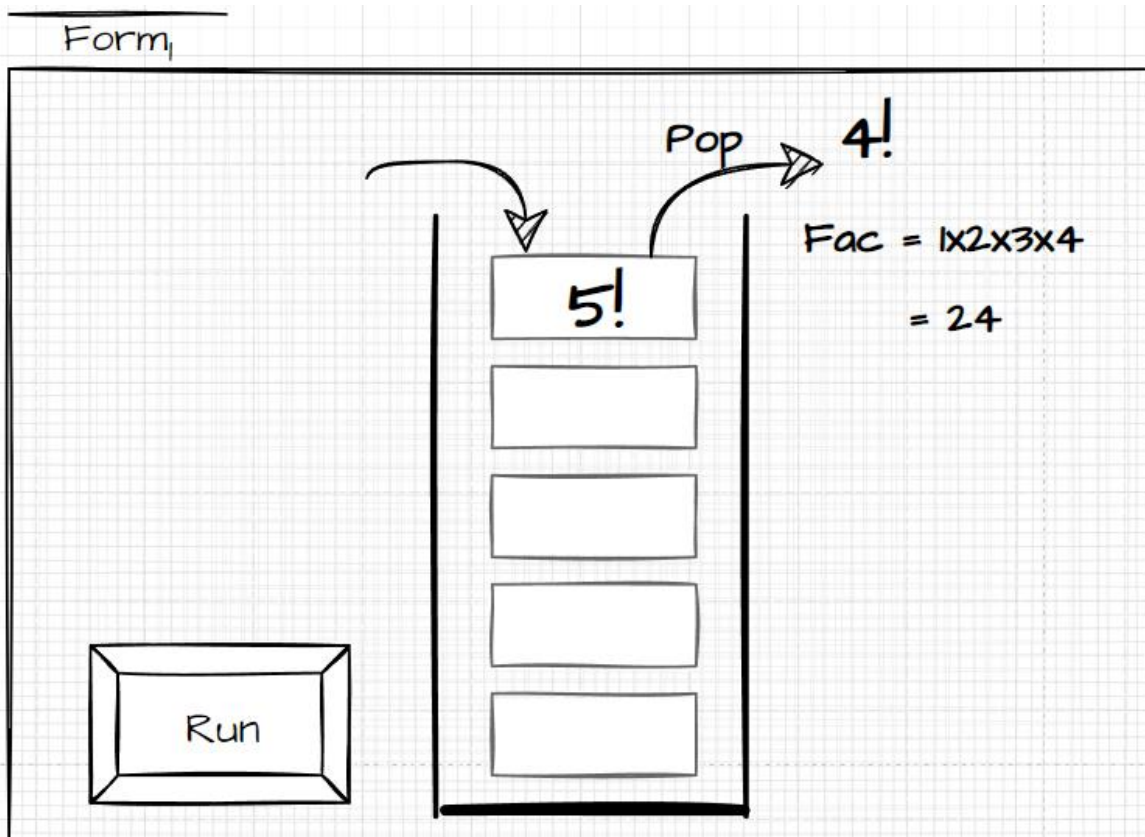 Form1
Pop
4!
Fac = 1x2x3x4
5!
= 24
Run